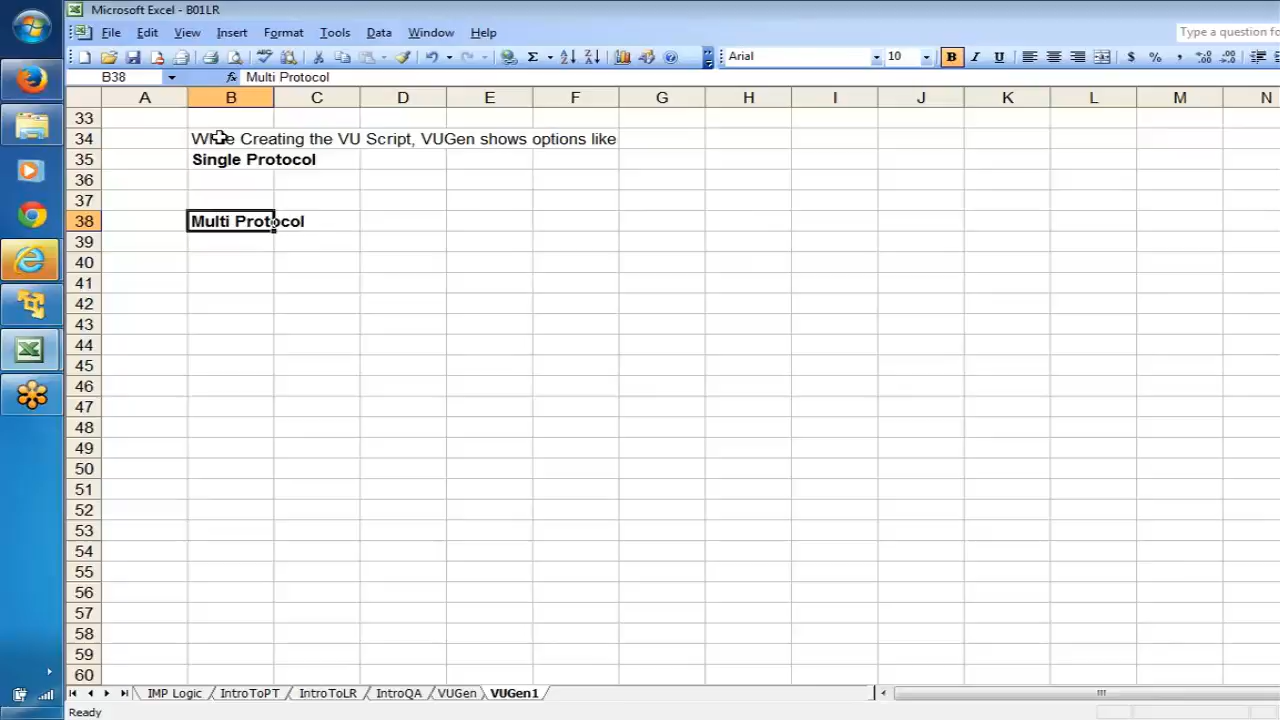 Microsoft Excel - B01LR
File Edit View Insert Format Tools Data Window Help
Type a question fo
Arial 10 B I U $ %
B38 fx Multi Protocol
A B C D E F G H I J K L M N
33
34 While Creating the VU Script, VUGen shows options like
35 Single Protocol
36
37
38 Multi Protocol
39
40
41
42
43
44
45
46
47
48
49
50
51
52
53
54
55
56
57
58
59
60
IMP Logic IntroToPT IntroToLR IntroQA VUGen VUGen1
Ready